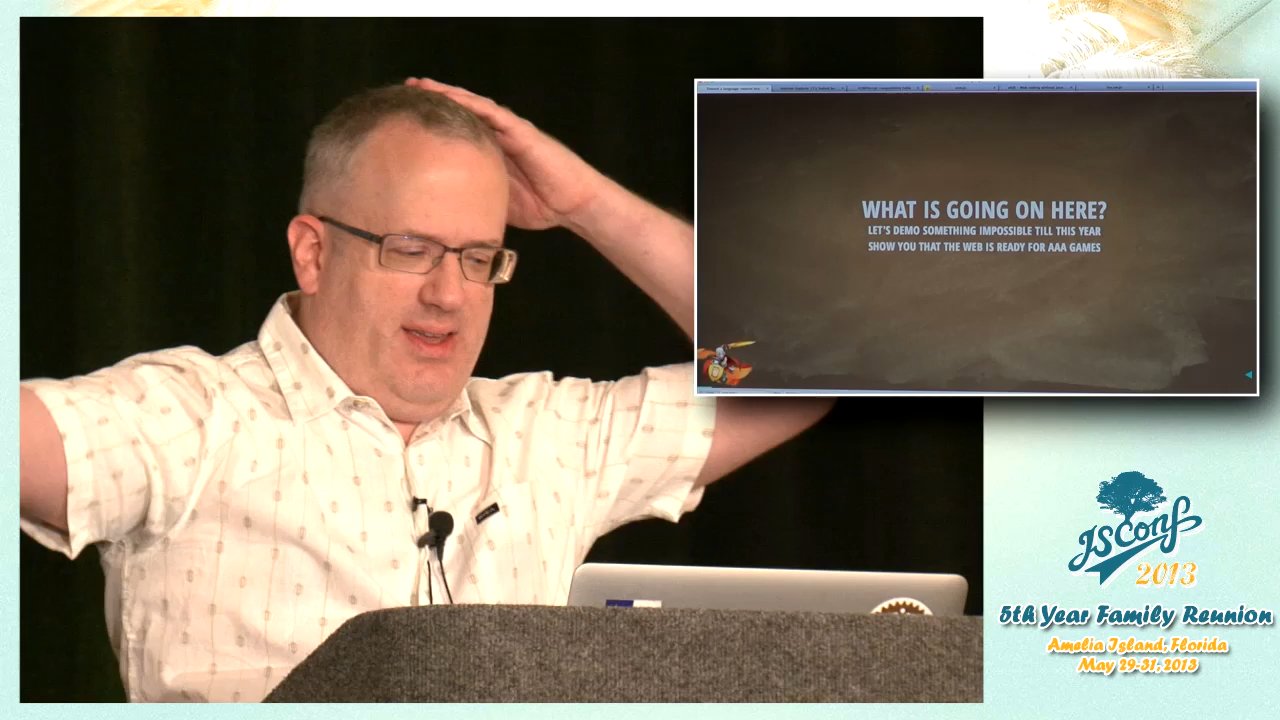 WHAT IS GOING ON HERE?
LET'S DEMO SOMETHING IMPOSSIBLE TILL THIS YEAR
SHOW YOU THAT THE WEB IS READY FOR AAA GAMES
JSConf
2013
5th Year Family Reunion
Amelia Island, Florida
May 29-31, 2013